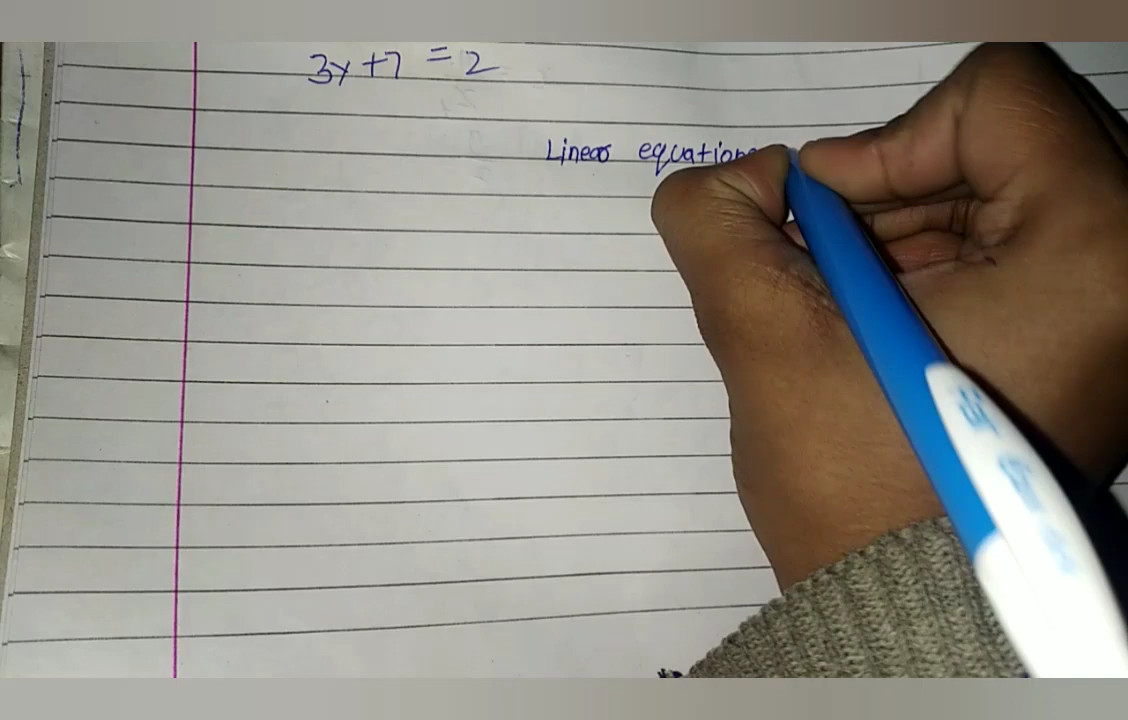 3y + 7 = 2
Linear equation